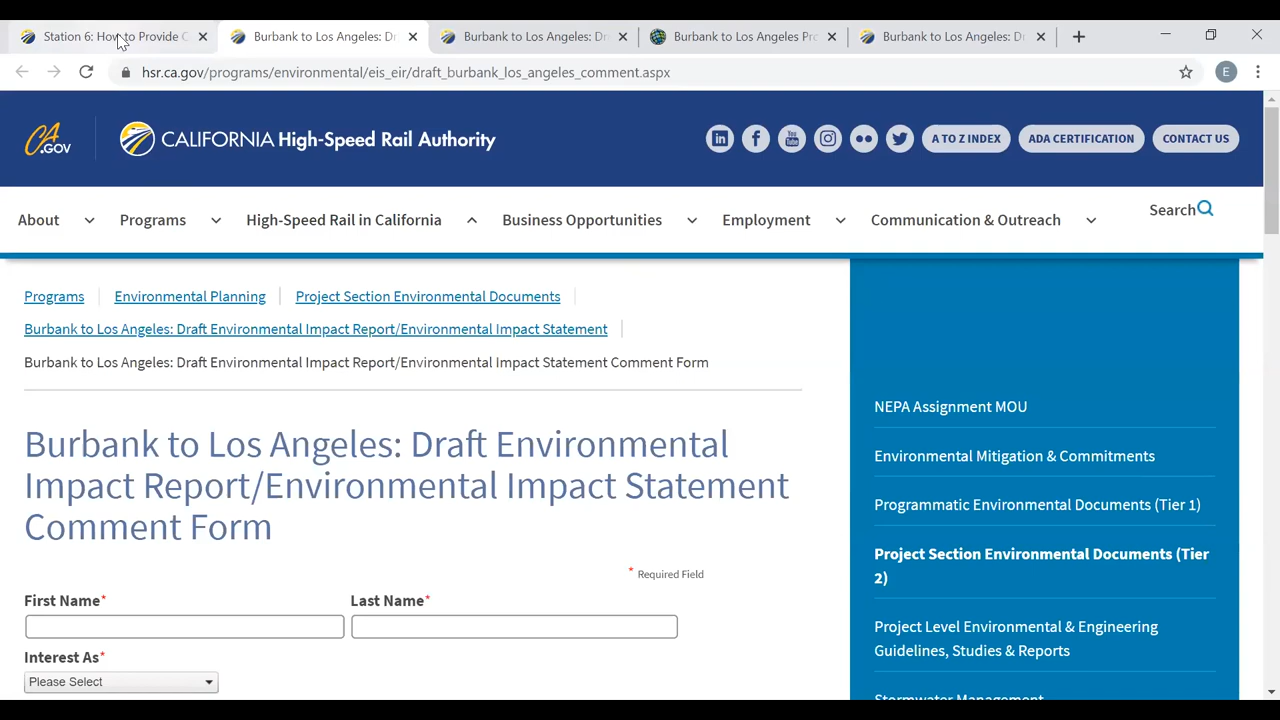 Station 6: How to Provide C
Burbank to Los Angeles: Dr
Burbank to Los Angeles: Dr
Burbank to Los Angeles Pro
Burbank to Los Angeles: Dr
hsr.ca.gov/programs/environmental/eis_eir/draft_burbank_los_angeles_comment.aspx
E
CA.GOV
CALIFORNIA High-Speed Rail Authority
A TO Z INDEX
ADA CERTIFICATION
CONTACT US
About
Programs
High-Speed Rail in California
Business Opportunities
Employment
Communication & Outreach
Search
Programs
Environmental Planning
Project Section Environmental Documents
Burbank to Los Angeles: Draft Environmental Impact Report/Environmental Impact Statement
Burbank to Los Angeles: Draft Environmental Impact Report/Environmental Impact Statement Comment Form
Burbank to Los Angeles: Draft Environmental
Impact Report/Environmental Impact Statement
Comment Form
* Required Field
First Name*
Last Name*
Interest As*
Please Select
NEPA Assignment MOU
Environmental Mitigation & Commitments
Programmatic Environmental Documents (Tier 1)
Project Section Environmental Documents (Tier
2)
Project Level Environmental & Engineering
Guidelines, Studies & Reports
Stormwater Management